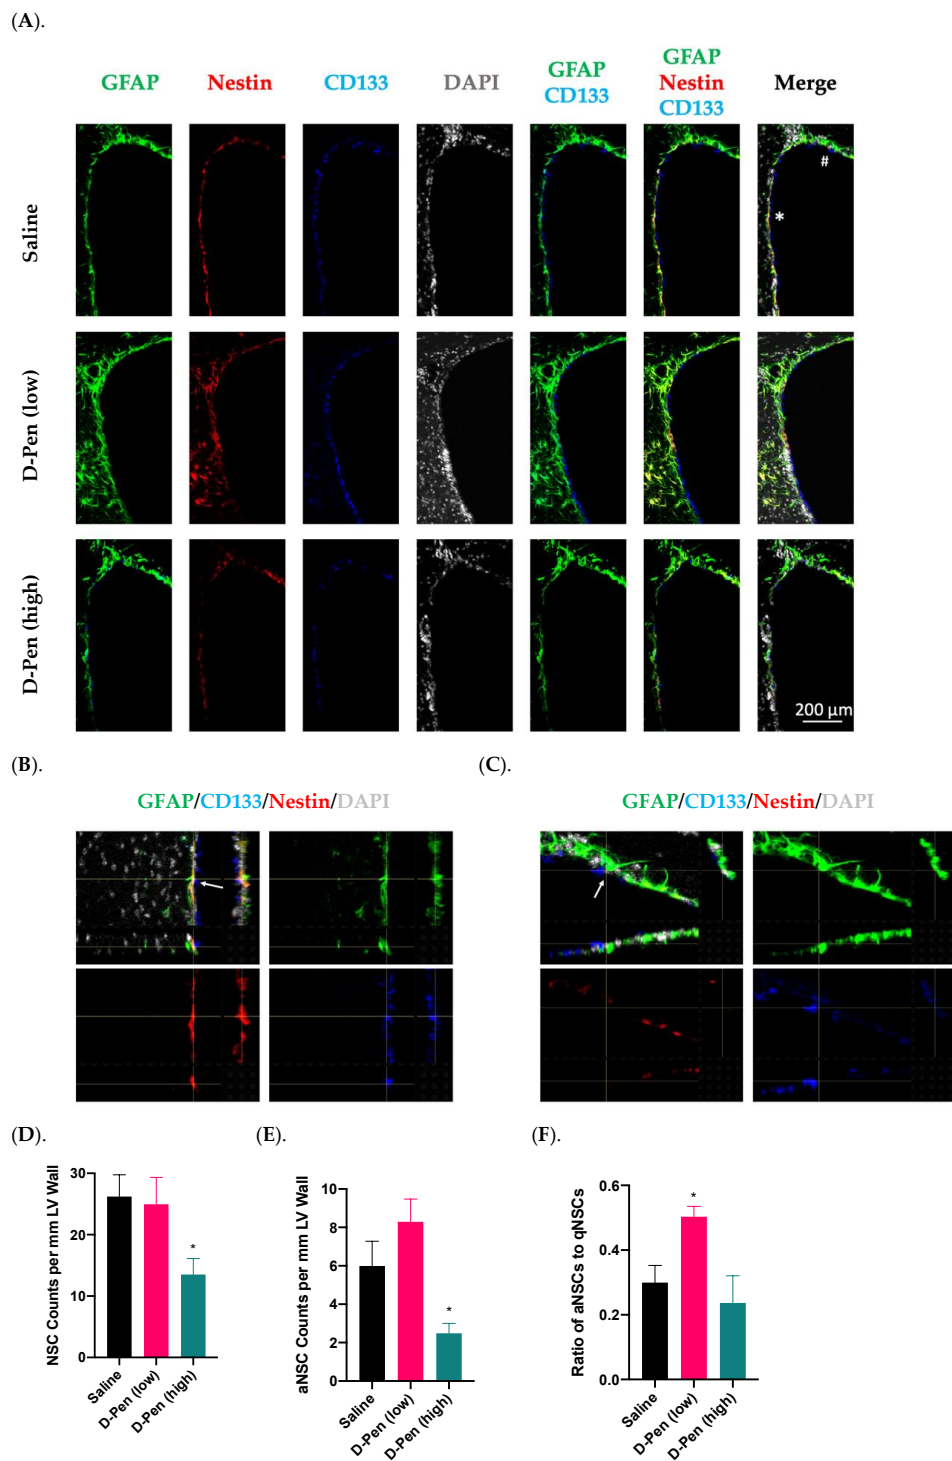 (A).
GFAP Nestin CD133 DAPI GFAP CD133 GFAP Nestin CD133 Merge
Saline
#
*
D-Pen (low)
D-Pen (high)
200 µm
(B). (C).
GFAP/CD133/Nestin/DAPI GFAP/CD133/Nestin/DAPI
(D). (E). (F).
NSC Counts per mm LV Wall
30
20
10
0
*
Saline
D-Pen (low)
D-Pen (high)
aNSC Counts per mm LV Wall
10
8
6
4
2
0
*
Saline
D-Pen (low)
D-Pen (high)
Ratio of aNSCs to qNSCs
0.6
0.4
0.2
0.0
*
Saline
D-Pen (low)
D-Pen (high)